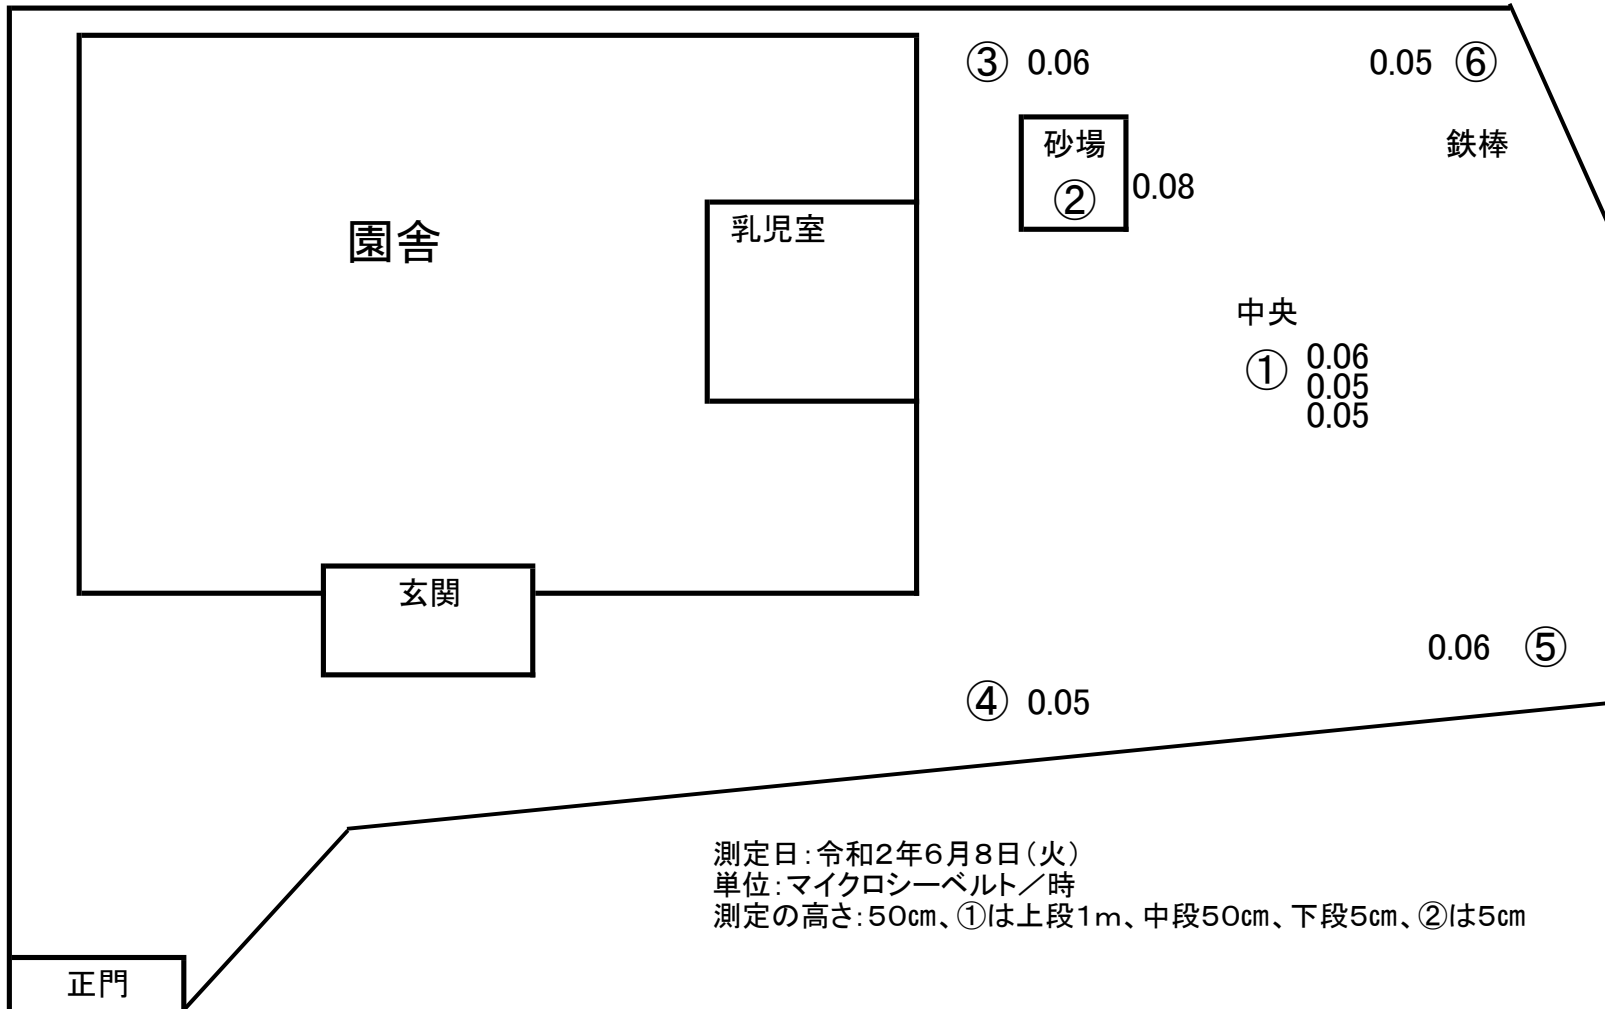 ③ 0.06
0.05 ⑥
砂場
鉄棒
② 0.08
園舎
乳児室
中央
① 0.06
0.05
0.05
玄関
0.06 ⑤
④ 0.05
測定日：令和２年６月８日（火）
単位：マイクロシーベルト／時
測定の高さ：５０㎝、①は上段１ｍ、中段５０㎝、下段５㎝、②は５㎝
正門